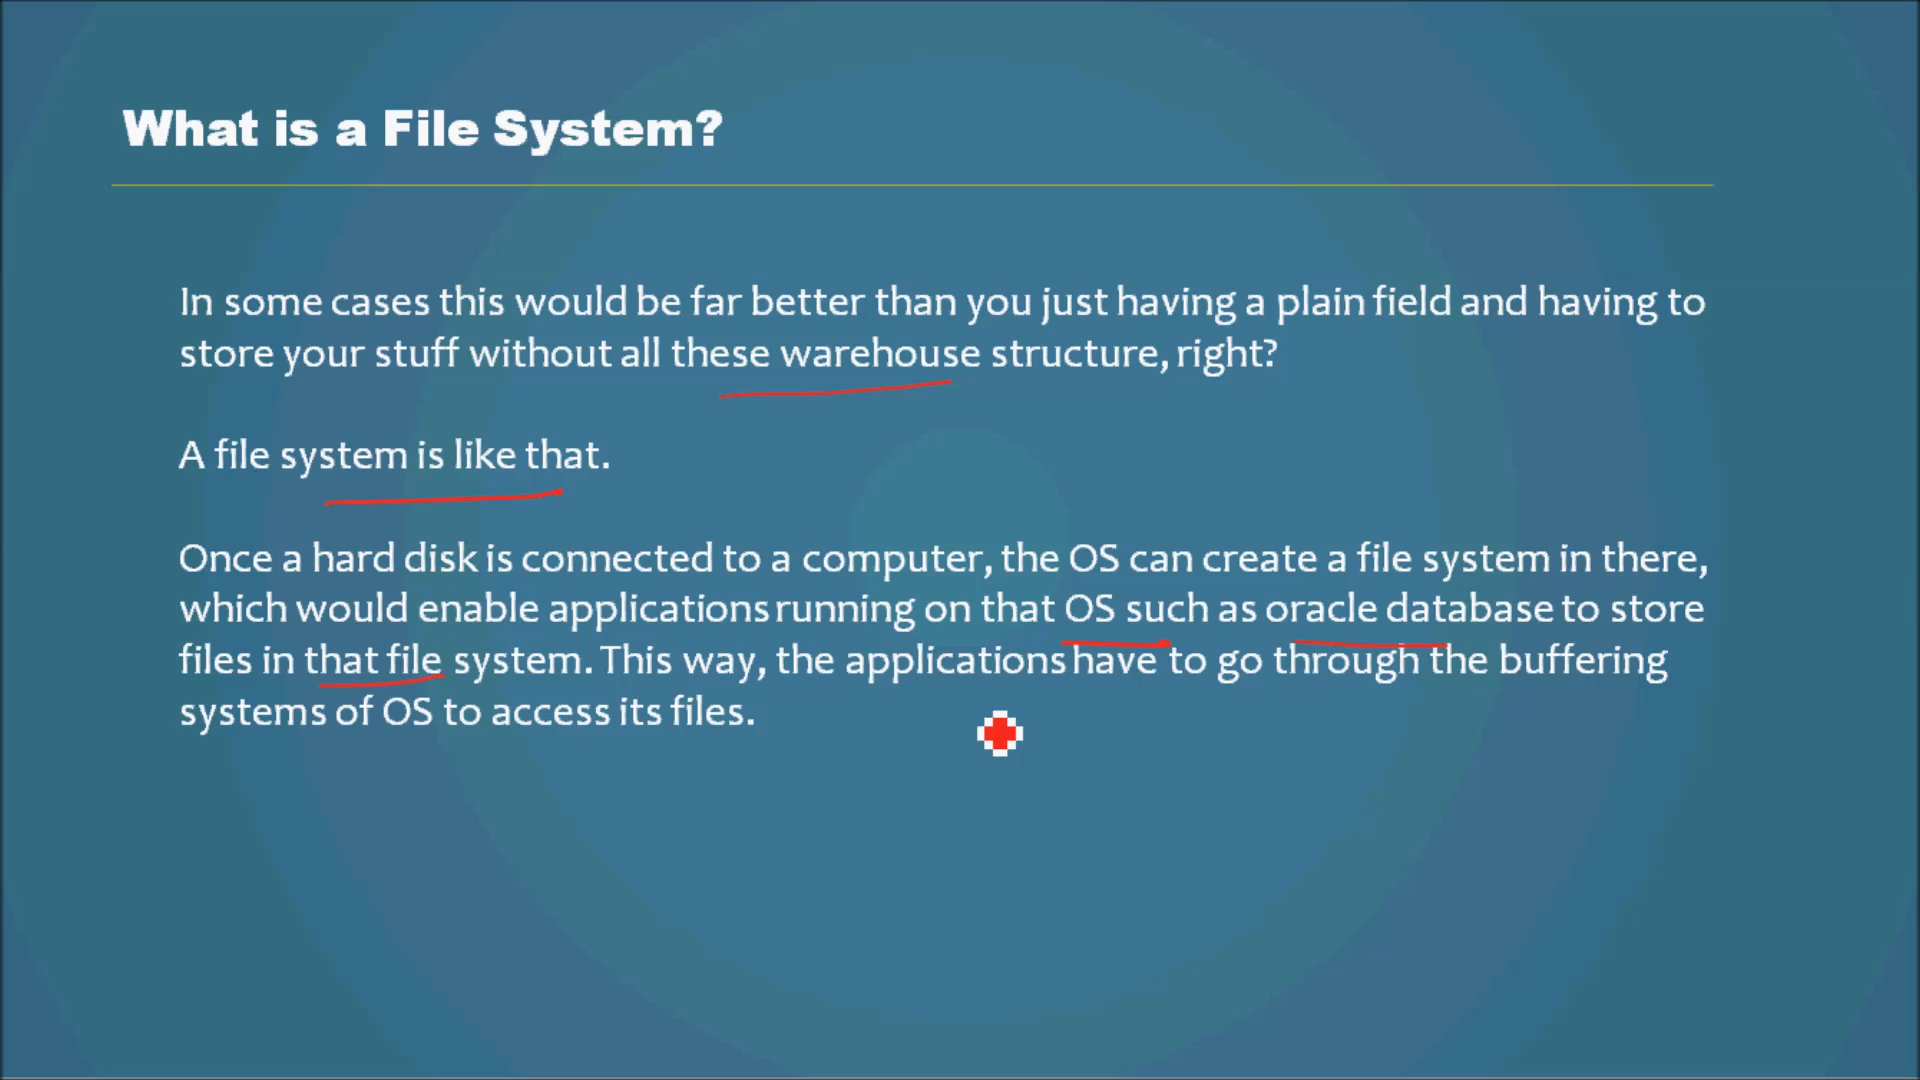 What is a File System?
In some cases this would be far better than you just having a plain field and having to
store your stuff without all these warehouse structure, right?
A file system is like that.
Once a hard disk is connected to a computer, the OS can create a file system in there,
which would enable applications running on that OS such as oracle database to store
files in that file system. This way, the applications have to go through the buffering
systems of OS to access its files.